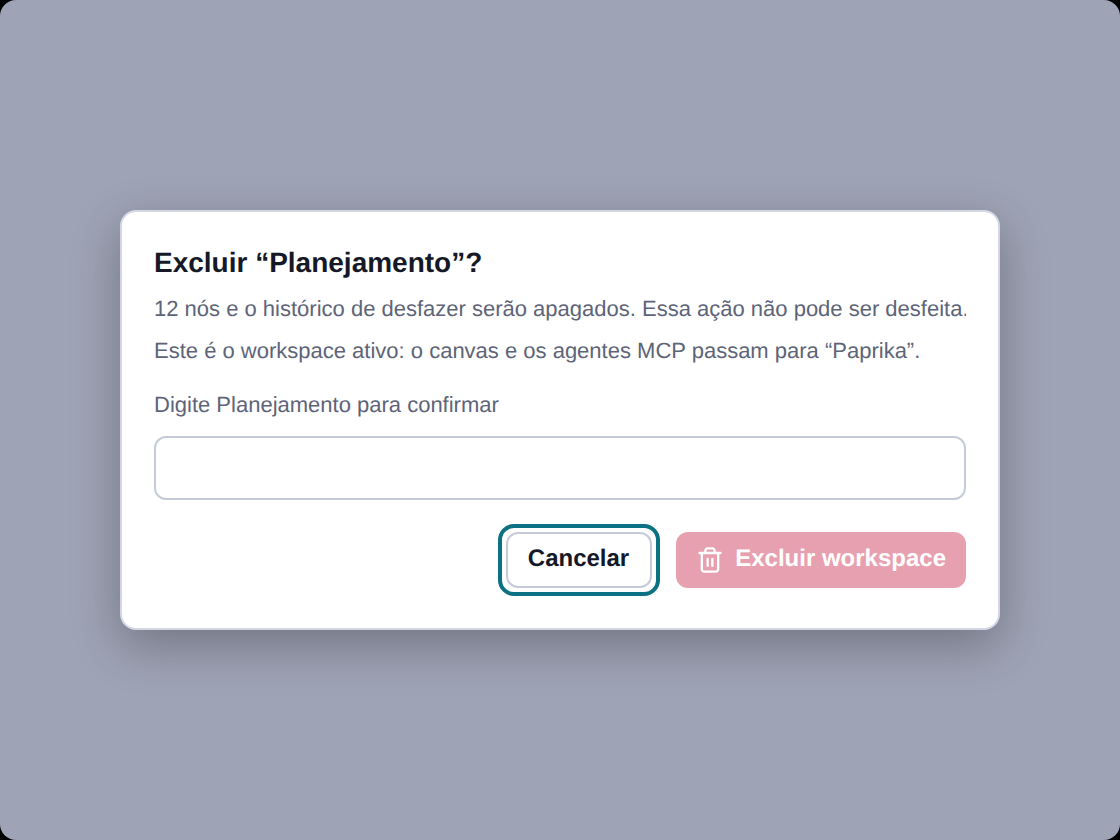 Excluir “Planejamento”?
12 nós e o histórico de desfazer serão apagados. Essa ação não pode ser desfeita.
Este é o workspace ativo: o canvas e os agentes MCP passam para “Paprika”.
Digite Planejamento para confirmar
Cancelar
Excluir workspace